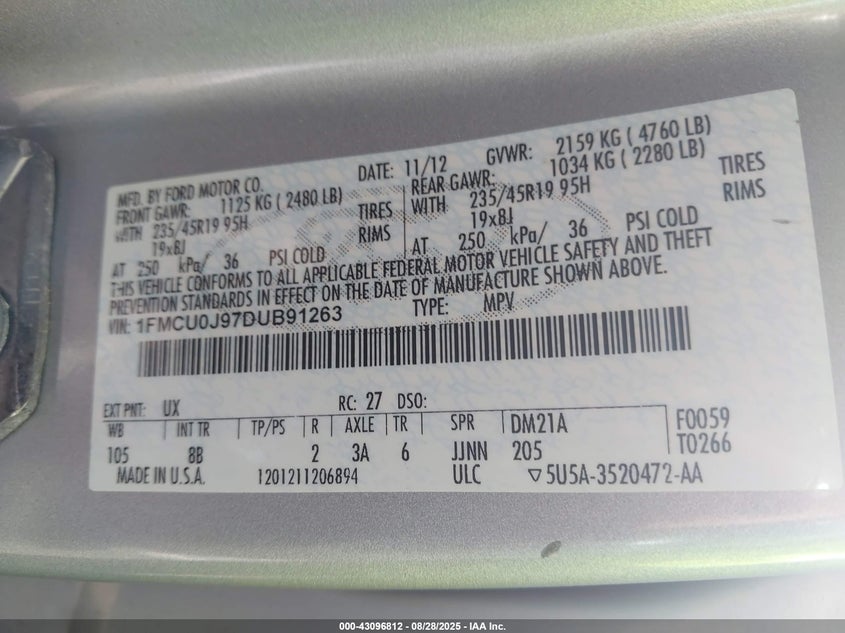 MFD. BY FORD MOTOR CO. DATE: 11/12 GVWR: 2159 KG ( 4760 LB)
FRONT GAWR: 1125 KG ( 2480 LB) REAR GAWR: 1034 KG ( 2280 LB)
WITH 235/45R19 95H TIRES WITH 235/45R19 95H TIRES
19x8J RIMS 19x8J RIMS
AT 250 kPa/ 36 PSI COLD AT 250 kPa/ 36 PSI COLD
THIS VEHICLE CONFORMS TO ALL APPLICABLE FEDERAL MOTOR VEHICLE SAFETY AND THEFT
PREVENTION STANDARDS IN EFFECT ON THE DATE OF MANUFACTURE SHOWN ABOVE.
VIN: 1FMCU0J97DUB91263 TYPE: MPV
EXT PNT: UX RC: 27 DSO:
WB INT TR TP/PS R AXLE TR SPR DM21A F0059
105 8B 2 3A 6 JJNN 205 T0266
MADE IN U.S.A. 1201211206894 ULC ▽5U5A-3520472-AA
000-43096812 - 08/28/2025 - IAA Inc.